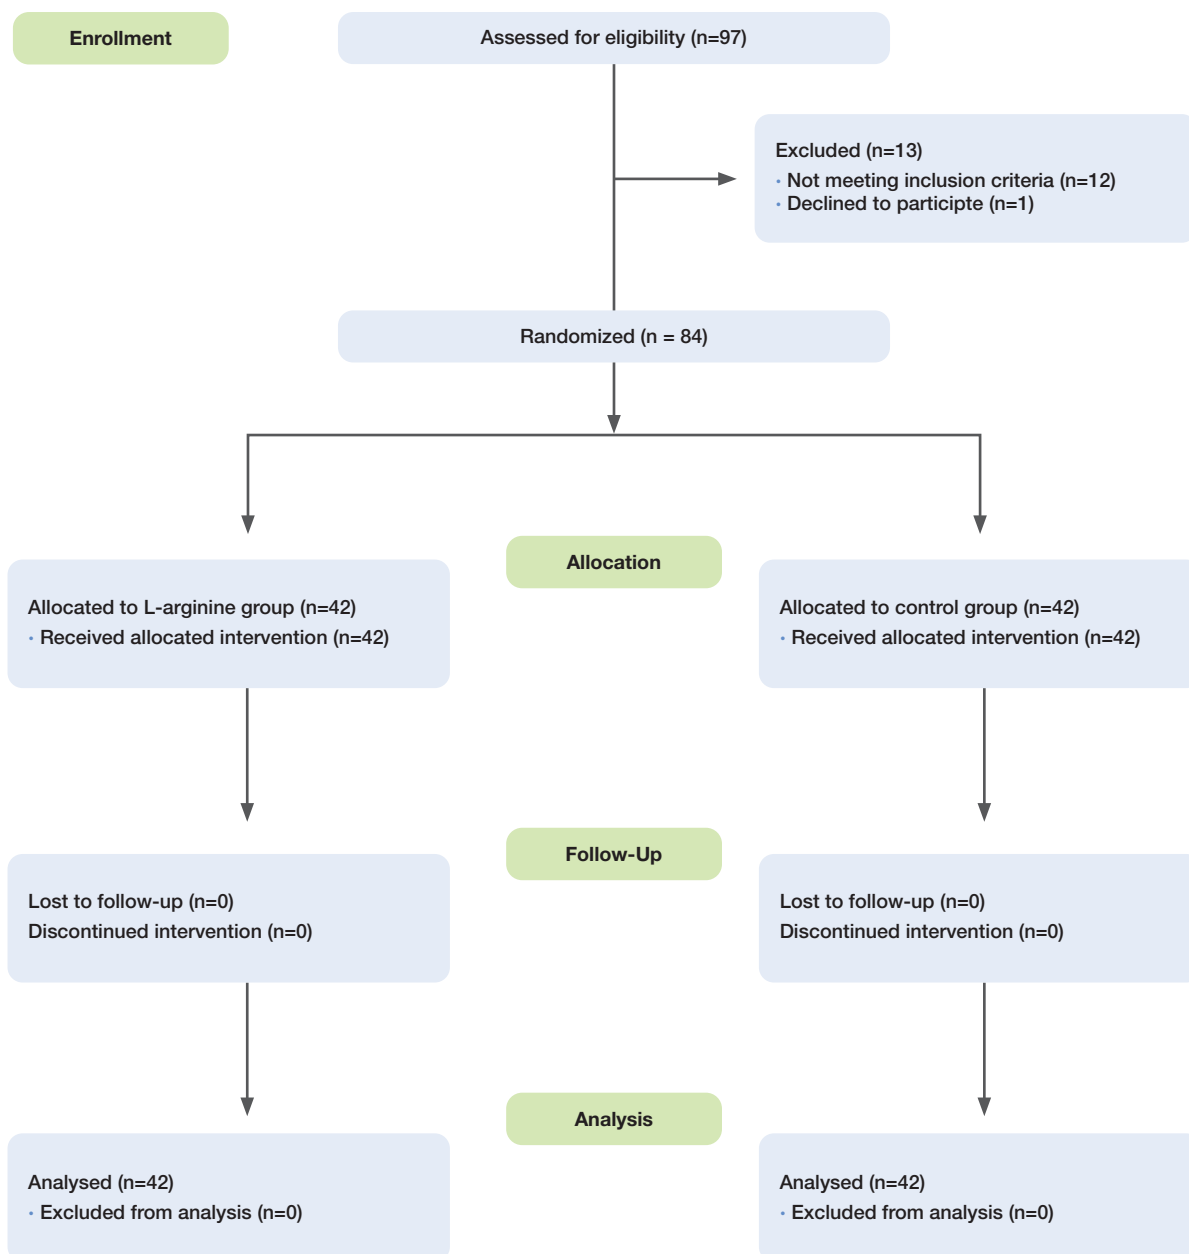 Enrollment
Assessed for eligibility (n=97)
Excluded (n=13)
· Not meeting inclusion criteria (n=12)
· Declined to participte (n=1)
Randomized (n = 84)
Allocation
Allocated to L-arginine group (n=42)
· Received allocated intervention (n=42)
Allocated to control group (n=42)
· Received allocated intervention (n=42)
Follow-Up
Lost to follow-up (n=0)
Discontinued intervention (n=0)
Lost to follow-up (n=0)
Discontinued intervention (n=0)
Analysis
Analysed (n=42)
· Excluded from analysis (n=0)
Analysed (n=42)
· Excluded from analysis (n=0)